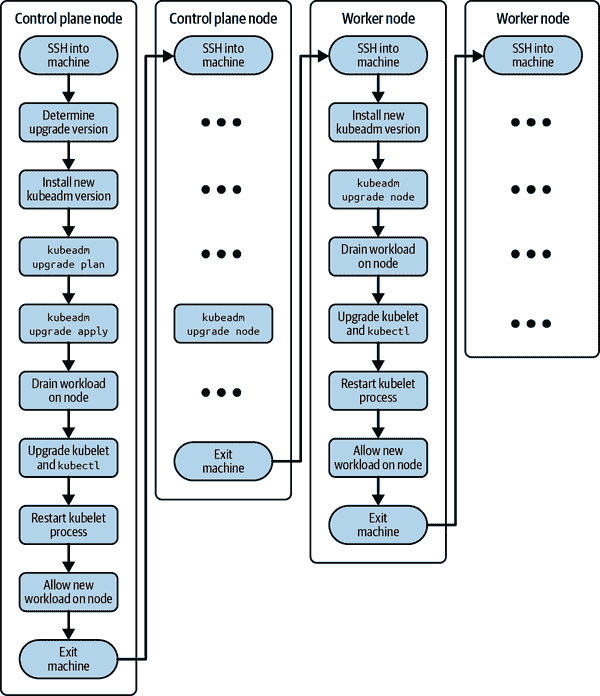 Control plane node
SSH into
machine
Determine
upgrade version
Install new
kubeadm version
kubeadm
upgrade plan
kubeadm
upgrade apply
Drain workload
on node
Upgrade kubelet
and kubectl
Restart kubelet
process
Allow new
workload on node
Exit
machine
Control plane node
SSH into
machine
kubeadm
upgrade node
Exit
machine
Worker node
SSH into
machine
Install new
kubeadm vesrion
kubeadm
upgrade node
Drain workload
on node
Upgrade kubelet
and kubectl
Restart kubelet
process
Allow new
workload on node
Exit
machine
Worker node
SSH into
machine